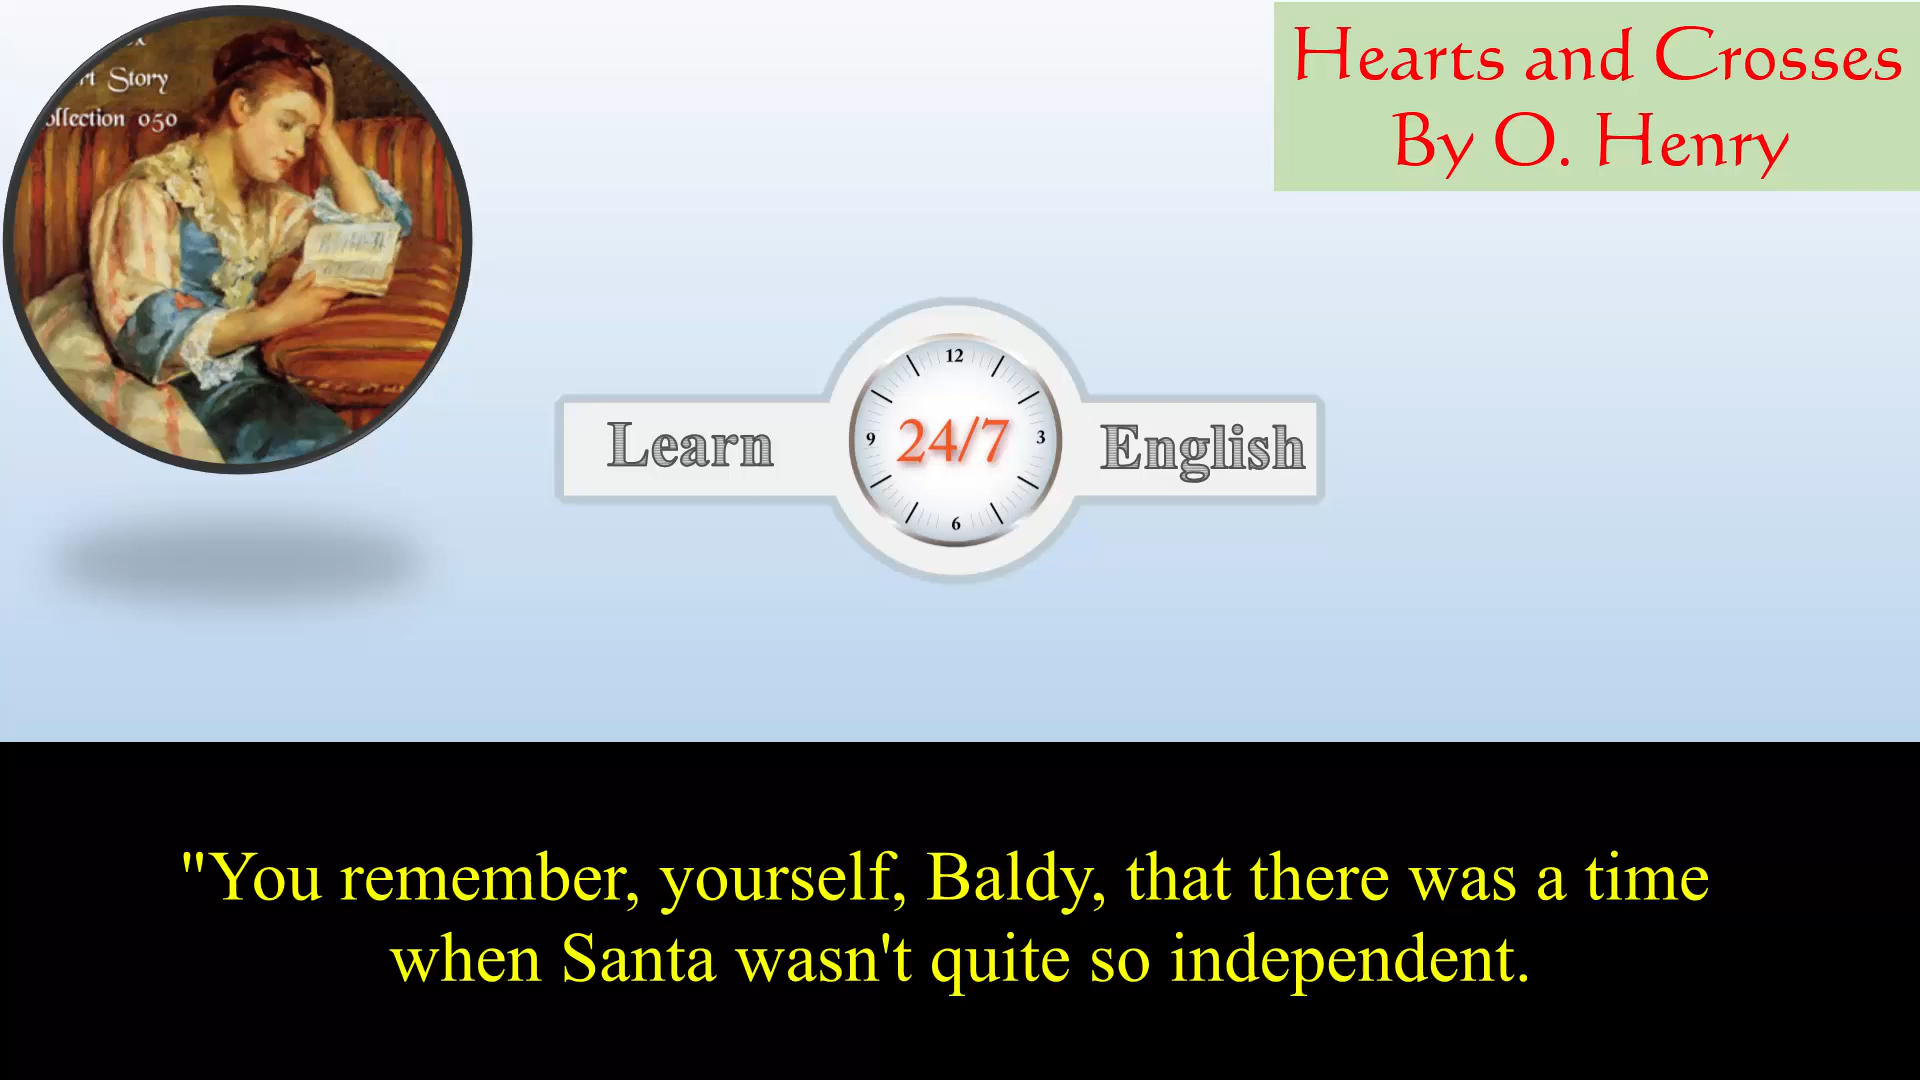 Story
ollection 050
Hearts and Crosses
By O. Henry
12
9
3
6
Learn 24/7 English
"You remember, yourself, Baldy, that there was a time
when Santa wasn't quite so independent.